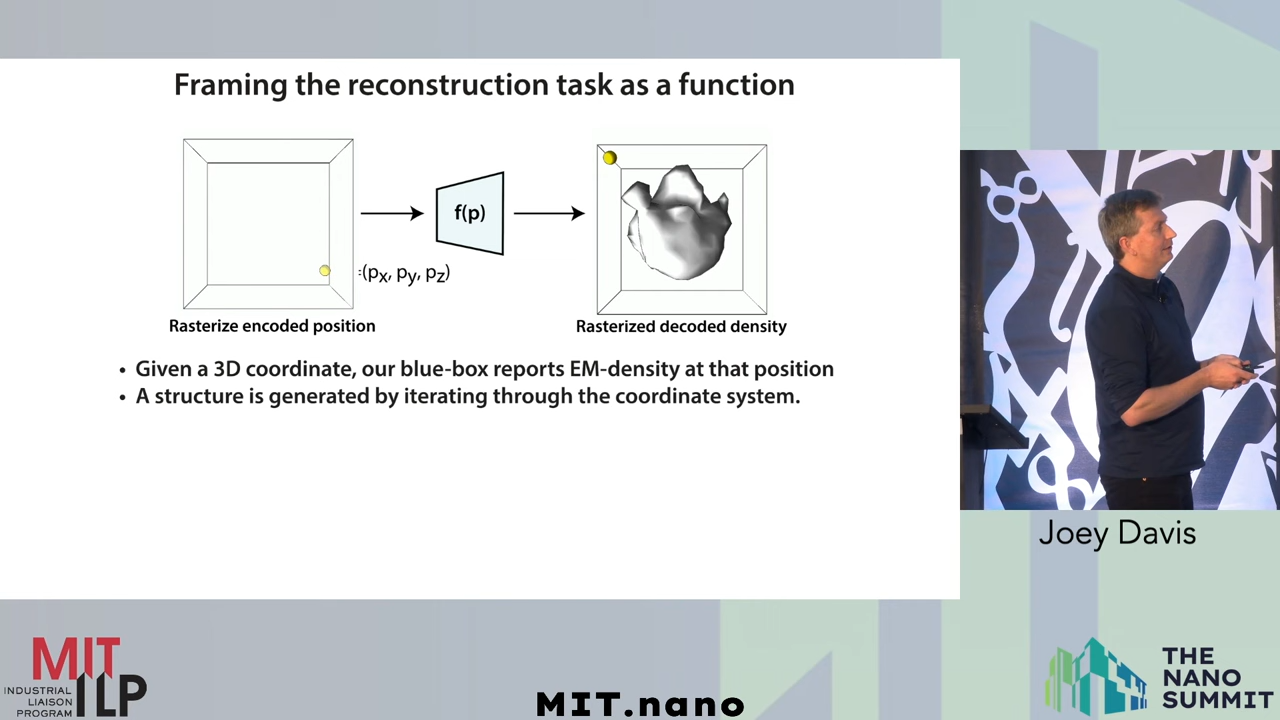 Framing the reconstruction task as a function
f(p)
=(px, py, pz)
Rasterize encoded position
Rasterized decoded density
• Given a 3D coordinate, our blue-box reports EM-density at that position
• A structure is generated by iterating through the coordinate system.
Joey Davis
MIT
ILP
INDUSTRIAL
LIAISON
PROGRAM
MIT.nano
THE
NANO
SUMMIT